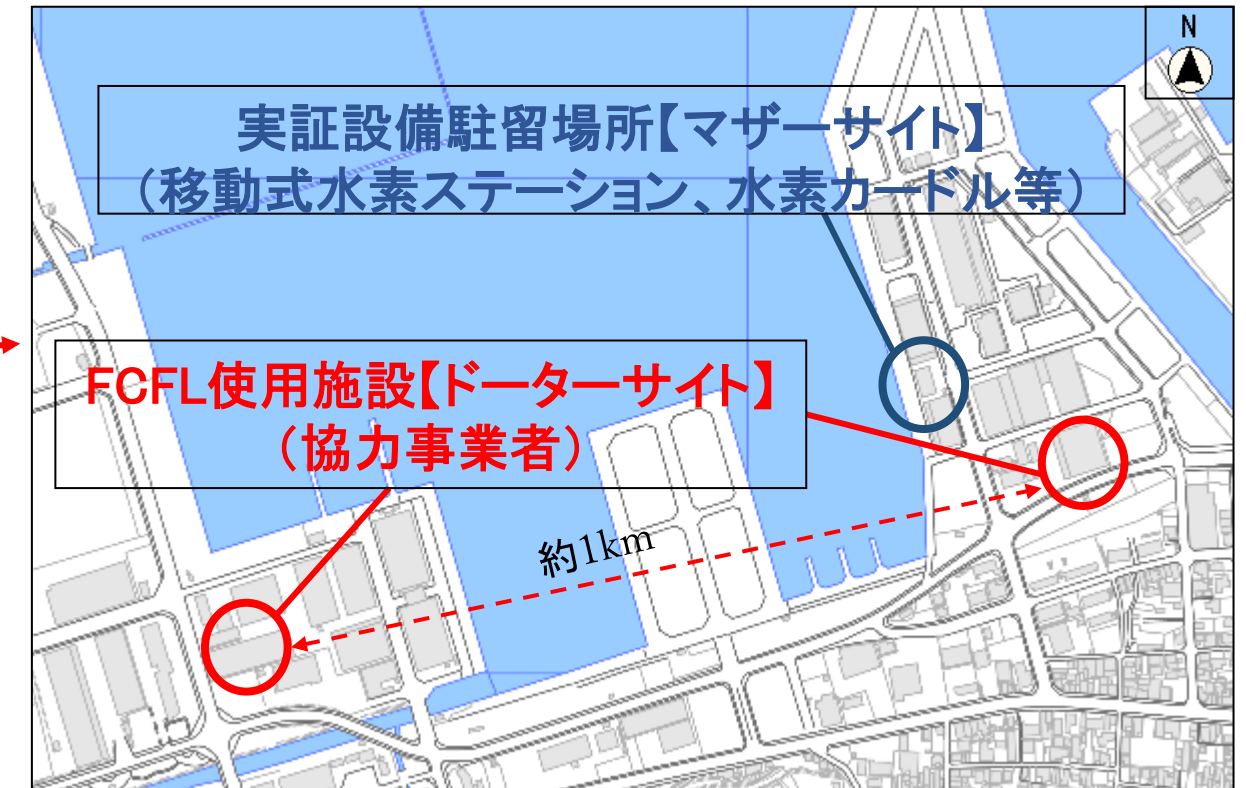 N
実証設備駐留場所【マザーサイト】
（移動式水素ステーション、水素カードル等）
FCFL使用施設【ドーターサイト】
（協力事業者）
約1km